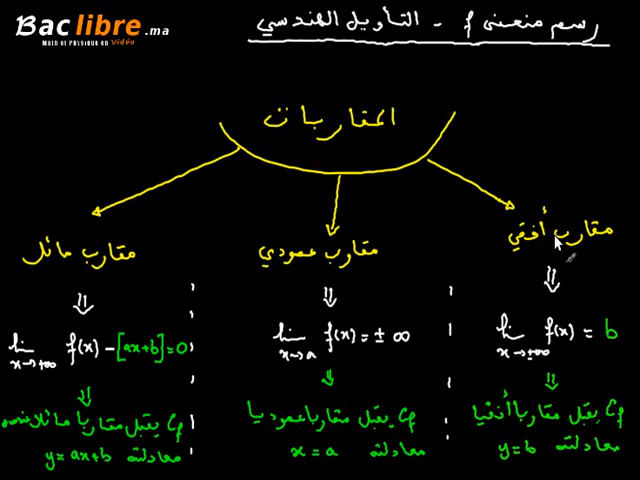 Bac libre.ma
Math et Physique en Vidéo
رسم منحنى f - التأويل الهندسي
المقاربات
مقارب أفقي
مقارب عمودي
مقارب مائل
⇓
⇓
⇓
lim f(x) = b
x→±∞
lim f(x) = ± ∞
x→a
lim f(x) - [ax+b] = 0
x→+∞
⇓
⇓
⇓
Cf يقبل مقاربا أفقيا
معادلته y = b
Cf يقبل مقاربا عموديا
معادلته x = a
Cf يقبل مقاربا مائلا
معادلته y = ax+b